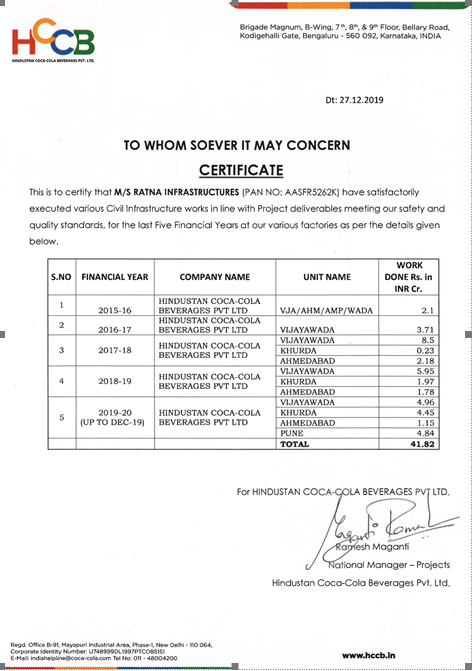 HCCB
HINDUSTAN COCA-COLA BEVERAGES PVT. LTD.
Brigade Magnum, B-Wing, 7th, 8th, & 9th Floor, Bellary Road,
Kodigehalli Gate, Bengaluru - 560 092, Karnataka, INDIA
Dt: 27.12.2019
TO WHOM SOEVER IT MAY CONCERN
CERTIFICATE
This is to certify that M/S RATNA INFRASTRUCTURES (PAN NO: AASFR5262K) have satisfactorily
executed various Civil Infrastructure works in line with Project deliverables meeting our safety and
quality standards, for the last Five Financial Years at our various factories as per the details given
below.
S.NO FINANCIAL YEAR COMPANY NAME UNIT NAME WORK DONE Rs. in INR Cr.
1 2015-16 HINDUSTAN COCA-COLA BEVERAGES PVT LTD VJA/AHM/AMP/WADA 2.1
2 2016-17 HINDUSTAN COCA-COLA BEVERAGES PVT LTD VIJAYAWADA 3.71
3 2017-18 HINDUSTAN COCA-COLA BEVERAGES PVT LTD VIJAYAWADA 8.5
KHURDA 0.23
AHMEDABAD 2.18
4 2018-19 HINDUSTAN COCA-COLA BEVERAGES PVT LTD VIJAYAWADA 5.95
KHURDA 1.97
AHMEDABAD 1.78
5 2019-20 (UP TO DEC-19) HINDUSTAN COCA-COLA BEVERAGES PVT LTD VIJAYAWADA 4.96
KHURDA 4.45
AHMEDABAD 1.15
PUNE 4.84
TOTAL 41.82
For HINDUSTAN COCA-COLA BEVERAGES PVT LTD.
Ramesh Maganti
National Manager – Projects
Hindustan Coca-Cola Beverages Pvt. Ltd.
Regd. Office B-91, Mayapuri Industrial Area, Phase-1, New Delhi - 110 064,
Corporate Identity Number: U74899DL1997PTC085151
E-Mail: indiahelpline@coca-cola.com Tel No: 011 - 48004200
www.hccb.in